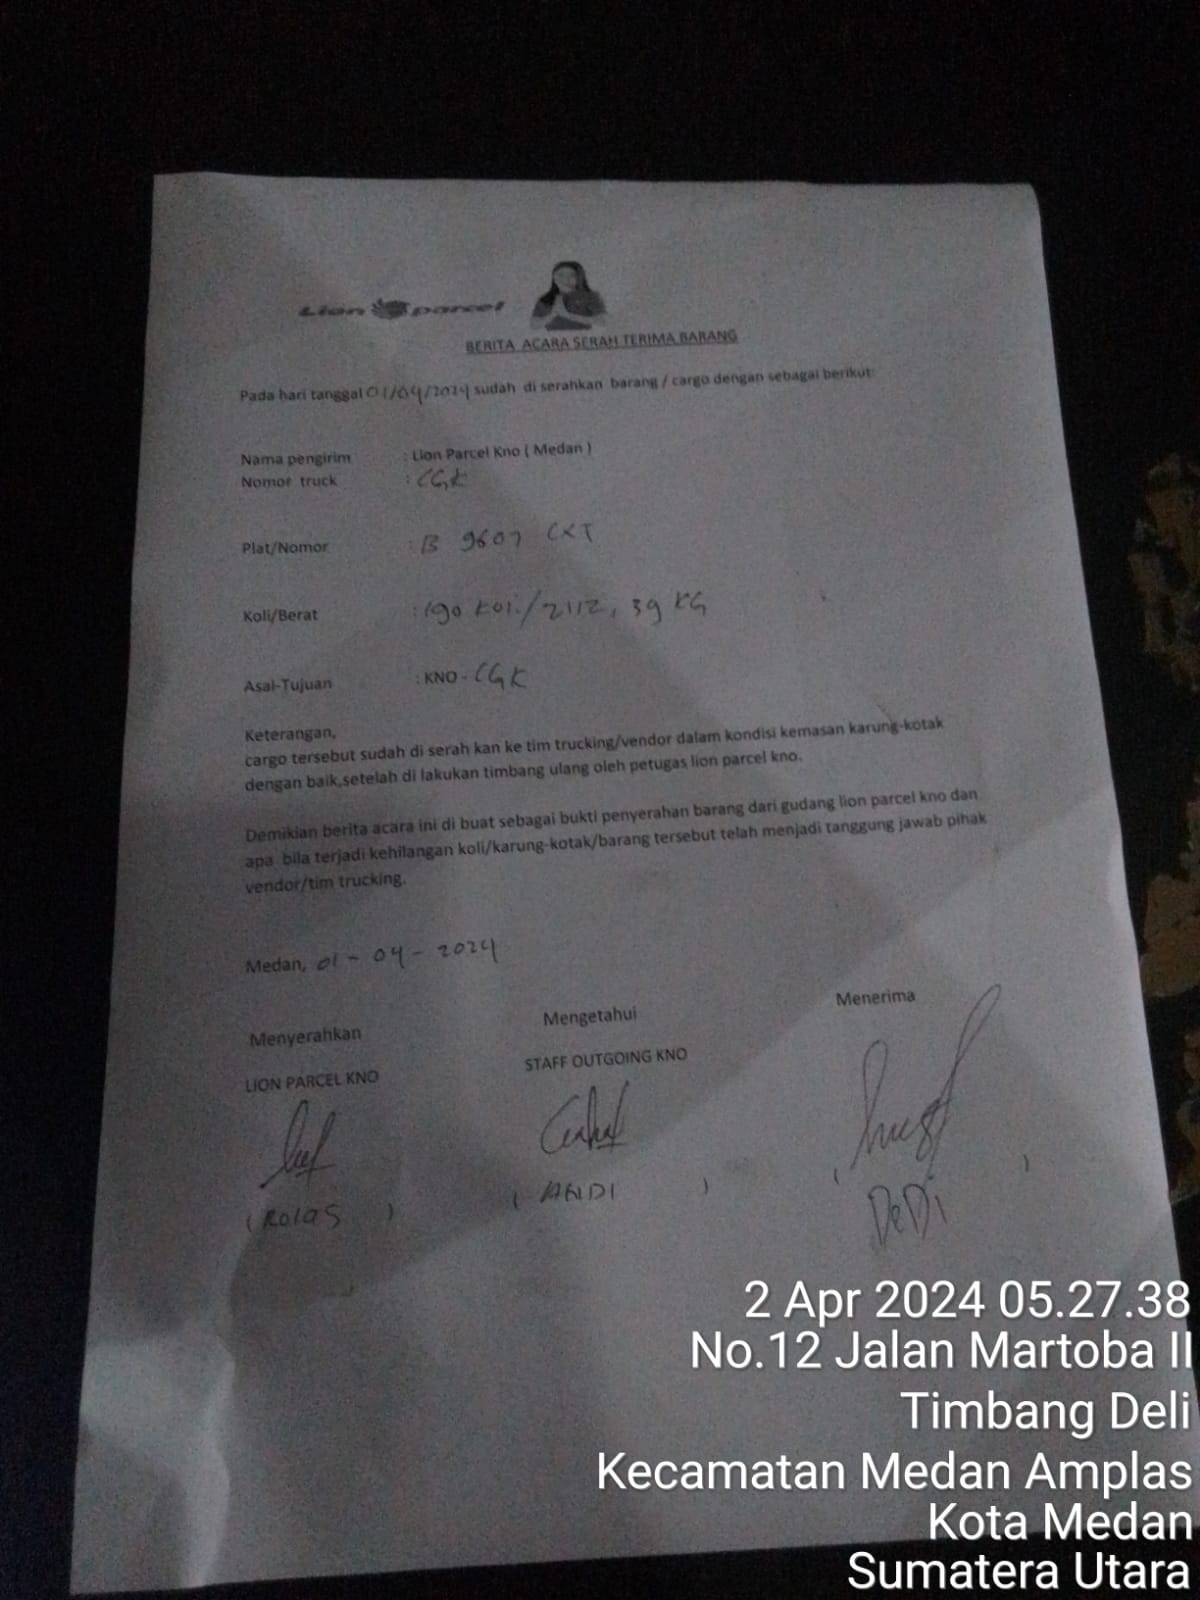 Lion parcel
BERITA ACARA SERAH TERIMA BARANG
Pada hari tanggal 01/04/2024 sudah di serahkan barang / cargo dengan sebagai berikut:
Nama pengirim : Lion Parcel Kno ( Medan )
Nomor truck : CGK
Plat/Nomor : B 9607 CXT
Koli/Berat : 190 koli/2112,39 KG
Asal-Tujuan : KNO - CGK
Keterangan,
cargo tersebut sudah di serah kan ke tim trucking/vendor dalam kondisi kemasan karung-kotak
dengan baik,setelah di lakukan timbang ulang oleh petugas lion parcel kno.
Demikian berita acara ini di buat sebagai bukti penyerahan barang dari gudang lion parcel kno dan
apa bila terjadi kehilangan koli/karung-kotak/barang tersebut telah menjadi tanggung jawab pihak
vendor/tim trucking.
Medan, 01 - 04 - 2024
Menyerahkan Mengetahui Menerima
LION PARCEL KNO STAFF OUTGOING KNO
( Rolas ) ( ANDI ) ( )
DeDi
2 Apr 2024 05.27.38
No.12 Jalan Martoba II
Timbang Deli
Kecamatan Medan Amplas
Kota Medan
Sumatera Utara